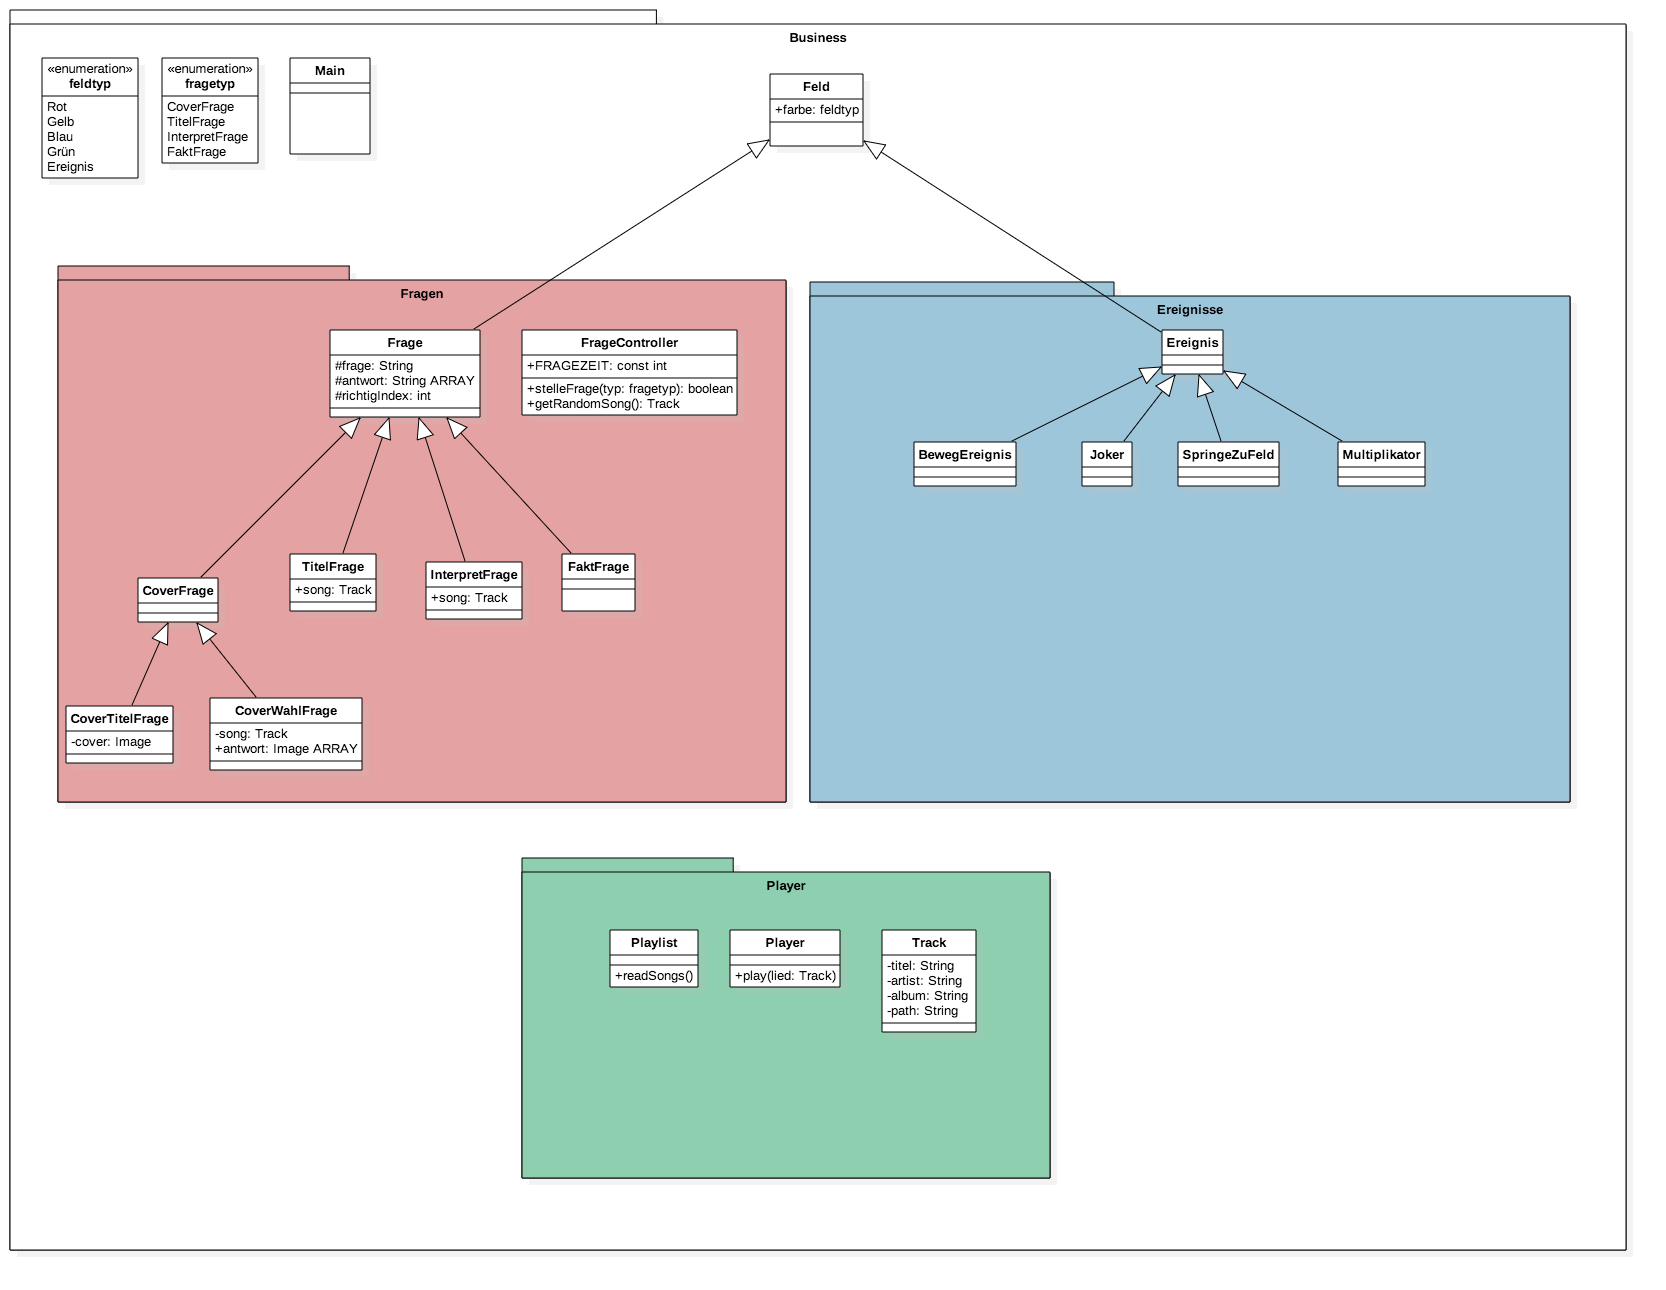 Business
«enumeration»
feldtyp
Rot
Gelb
Blau
Grün
Ereignis
«enumeration»
fragetyp
CoverFrage
TitelFrage
InterpretFrage
FaktFrage
Main
Feld
+farbe: feldtyp
Fragen
Frage
#frage: String
#antwort: String ARRAY
#richtigIndex: int
FrageController
+FRAGEZEIT: const int
+stelleFrage(typ: fragetyp): boolean
+getRandomSong(): Track
CoverFrage
TitelFrage
+song: Track
InterpretFrage
+song: Track
FaktFrage
CoverTitelFrage
-cover: Image
CoverWahlFrage
-song: Track
+antwort: Image ARRAY
Ereignisse
Ereignis
BewegEreignis
Joker
SpringeZuFeld
Multiplikator
Player
Playlist
+readSongs()
Player
+play(lied: Track)
Track
-titel: String
-artist: String
-album: String
-path: String